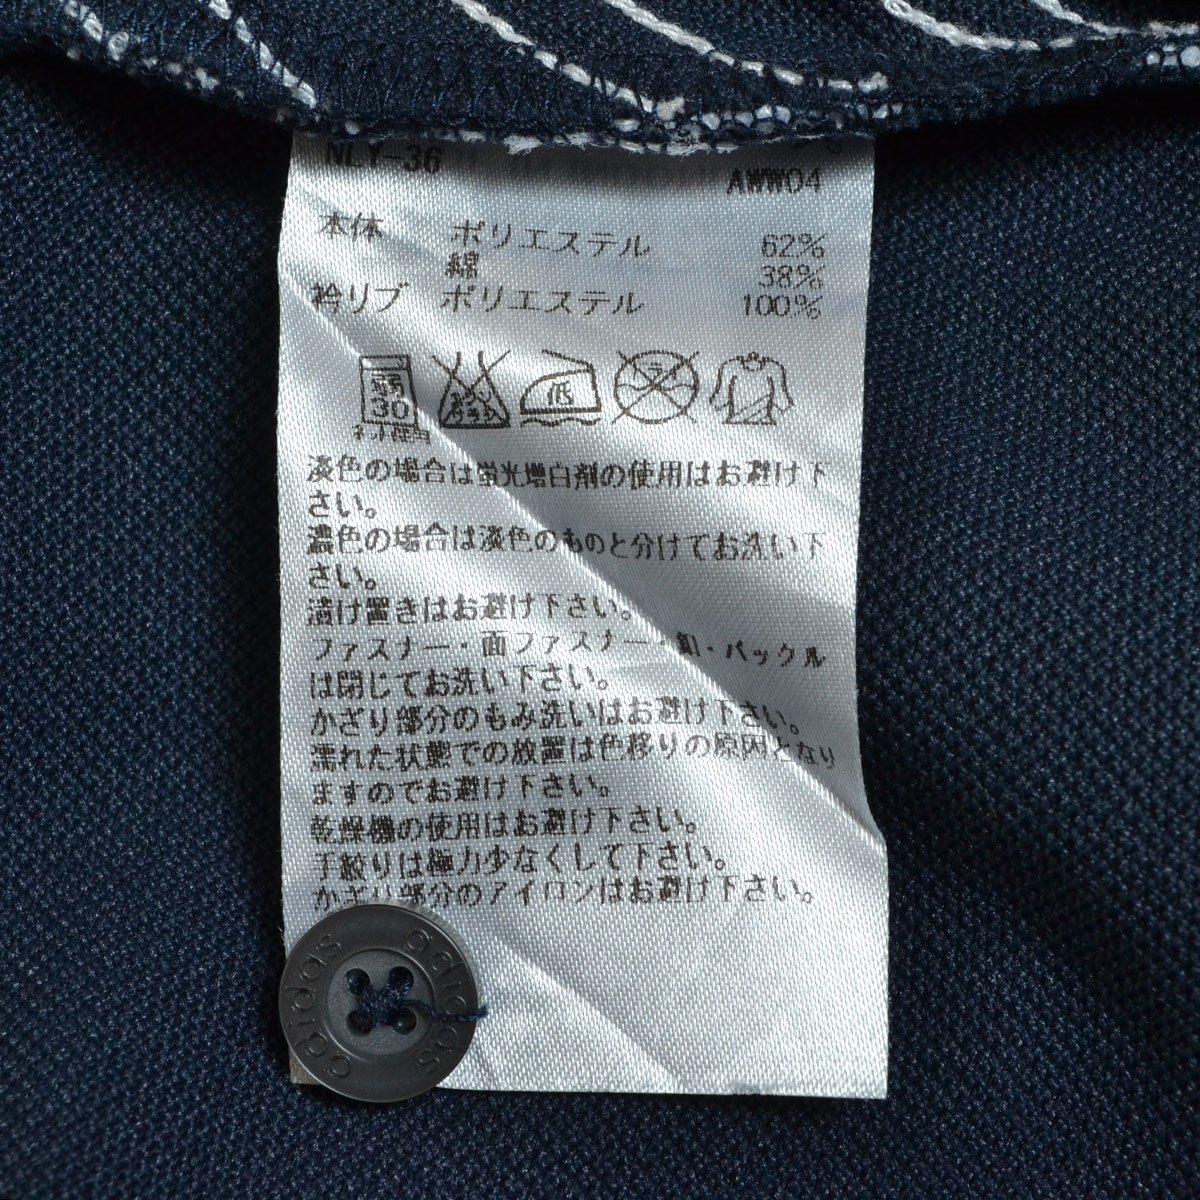 NLY-36
AWW04
本体 ポリエステル 62%
綿 38%
衿リブ ポリエステル 100%
弱
30
ネット使用
エンソサラシ
低
ドライ
淡色の場合は蛍光増白剤の使用はお避け下
さい。
濃色の場合は淡色のものと分けてお洗い下
さい。
漬け置きはお避け下さい。
ファスナー・面ファスナー・釦・バックル
は閉じてお洗い下さい。
かざり部分のもみ洗いはお避け下さい。
濡れた状態での放置は色移りの原因となり
ますのでお避け下さい。
乾燥機の使用はお避け下さい。
手絞りは極力少なくして下さい。
かざり部分のアイロンはお避け下さい。
adidas
adidas